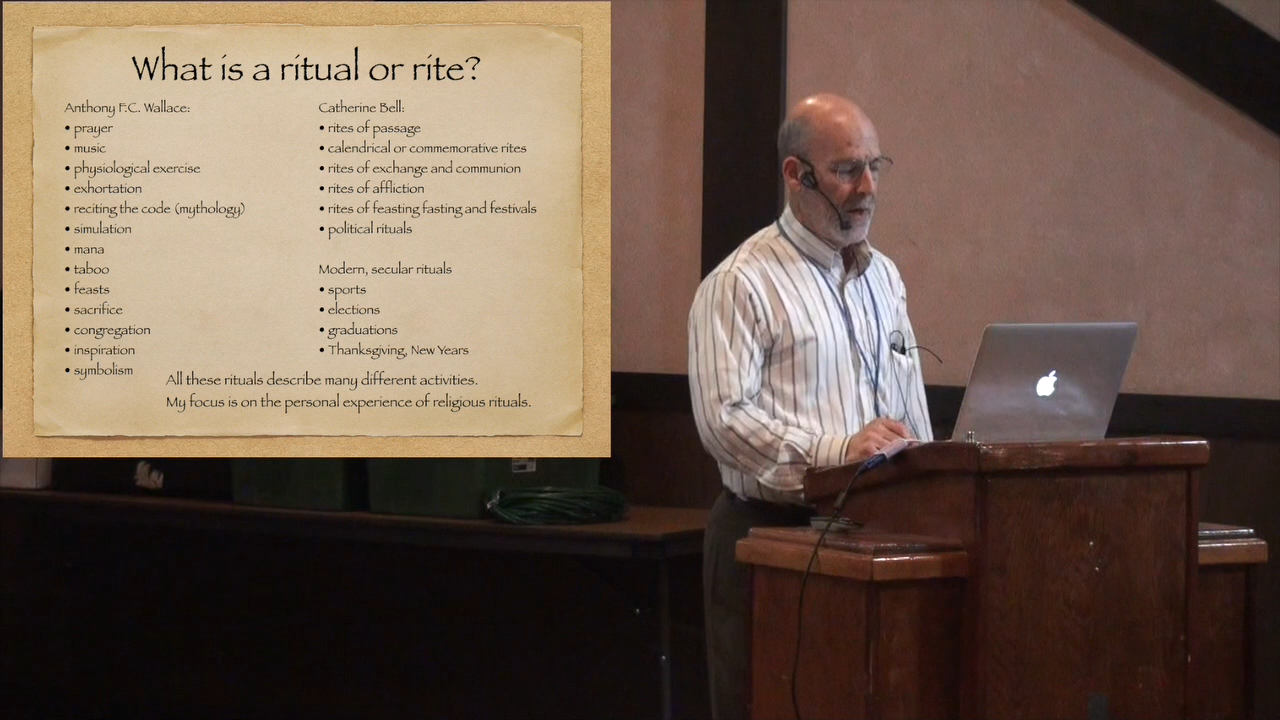 What is a ritual or rite?
Anthony F.C. Wallace:
• prayer
• music
• physiological exercise
• exhortation
• reciting the code (mythology)
• simulation
• mana
• taboo
• feasts
• sacrifice
• congregation
• inspiration
• symbolism
Catherine Bell:
• rites of passage
• calendrical or commemorative rites
• rites of exchange and communion
• rites of affliction
• rites of feasting fasting and festivals
• political rituals
Modern, secular rituals
• sports
• elections
• graduations
• Thanksgiving, New Years
All these rituals describe many different activities.
My focus is on the personal experience of religious rituals.